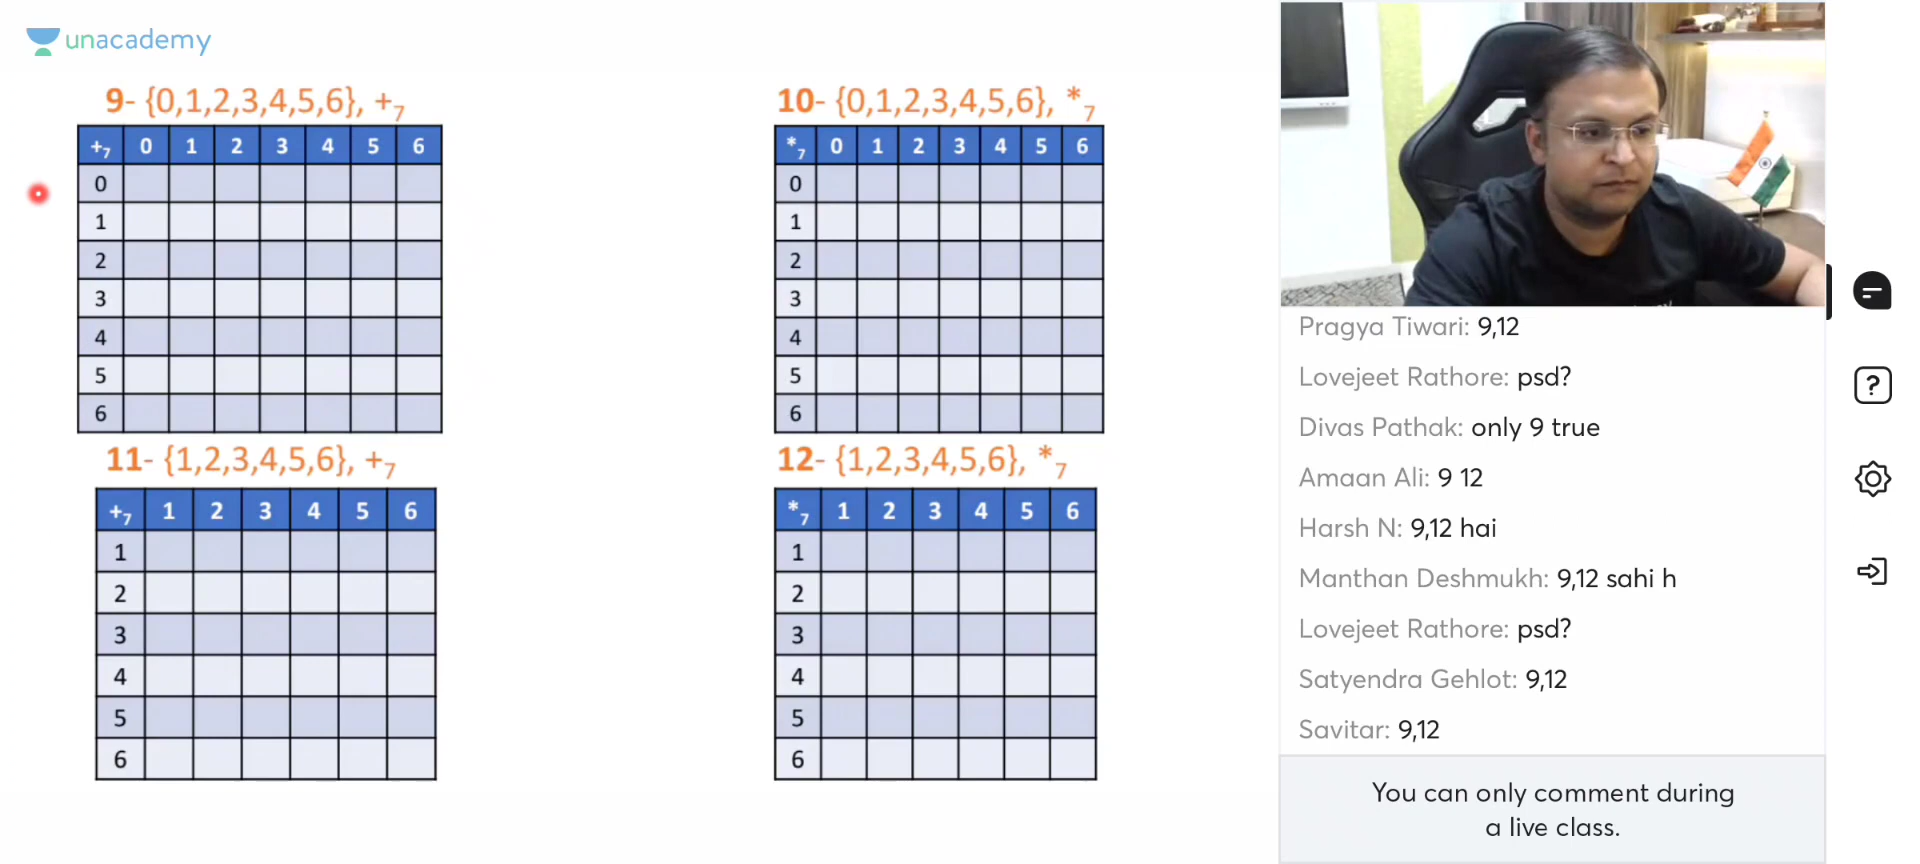 unacademy
9- {0,1,2,3,4,5,6}, +7
+7 0 1 2 3 4 5 6
0
1
2
3
4
5
6
10- {0,1,2,3,4,5,6}, *7
*7 0 1 2 3 4 5 6
0
1
2
3
4
5
6
11- {1,2,3,4,5,6}, +7
+7 1 2 3 4 5 6
1
2
3
4
5
6
12- {1,2,3,4,5,6}, *7
*7 1 2 3 4 5 6
1
2
3
4
5
6
Pragya Tiwari: 9,12
Lovejeet Rathore: psd?
Divas Pathak: only 9 true
Amaan Ali: 9 12
Harsh N: 9,12 hai
Manthan Deshmukh: 9,12 sahi h
Lovejeet Rathore: psd?
Satyendra Gehlot: 9,12
Savitar: 9,12
You can only comment during
a live class.
?